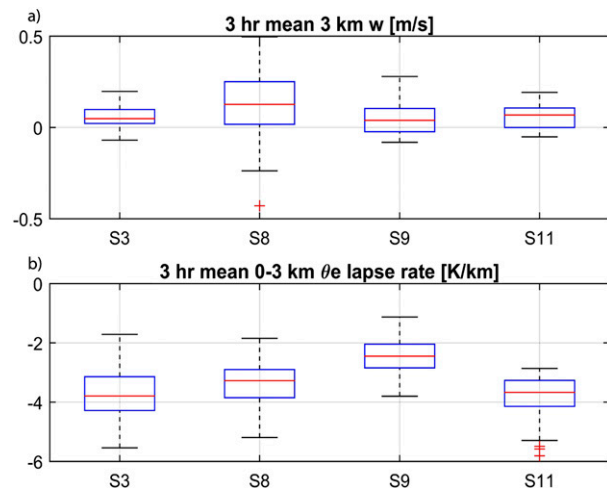 a)
3 hr mean 3 km w [m/s]
0.5
0
-0.5
S3 S8 S9 S11
b)
3 hr mean 0-3 km θe lapse rate [K/km]
0
-2
-4
-6
S3 S8 S9 S11